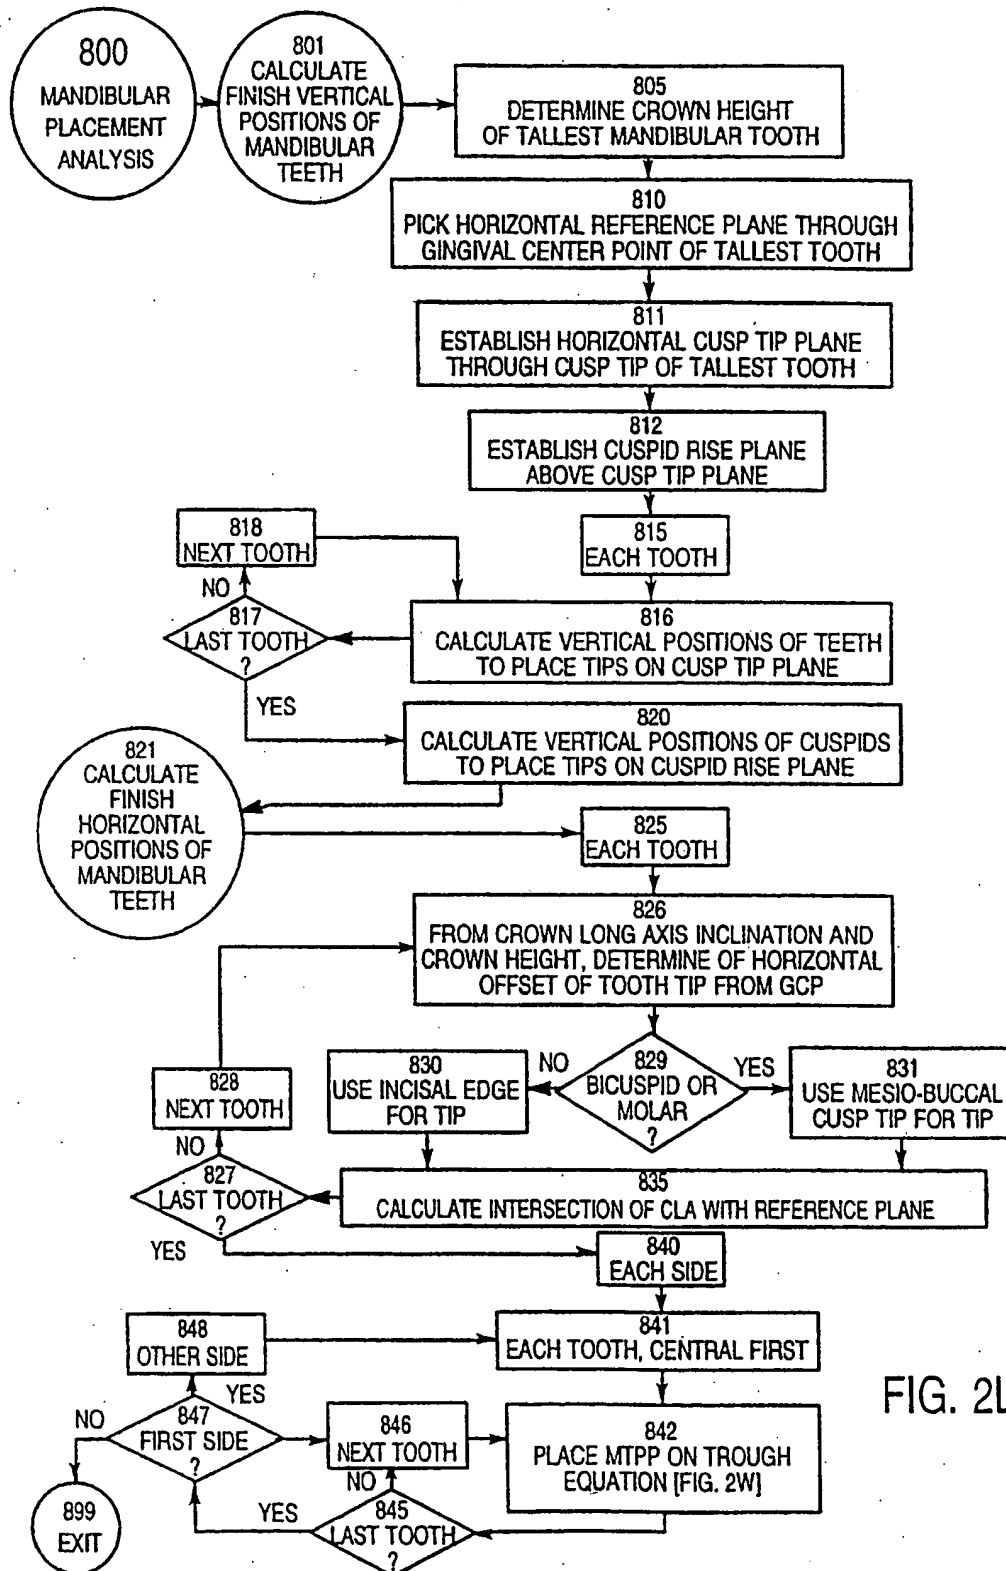 800
MANDIBULAR
PLACEMENT
ANALYSIS
801
CALCULATE
FINISH VERTICAL
POSITIONS OF
MANDIBULAR
TEETH
805
DETERMINE CROWN HEIGHT
OF TALLEST MANDIBULAR TOOTH
810
PICK HORIZONTAL REFERENCE PLANE THROUGH
GINGIVAL CENTER POINT OF TALLEST TOOTH
811
ESTABLISH HORIZONTAL CUSP TIP PLANE
THROUGH CUSP TIP OF TALLEST TOOTH
812
ESTABLISH CUSPID RISE PLANE
ABOVE CUSP TIP PLANE
815
EACH TOOTH
818
NEXT TOOTH
NO
817
LAST TOOTH
?
YES
816
CALCULATE VERTICAL POSITIONS OF TEETH
TO PLACE TIPS ON CUSP TIP PLANE
820
CALCULATE VERTICAL POSITIONS OF CUSPIDS
TO PLACE TIPS ON CUSPID RISE PLANE
821
CALCULATE
FINISH
HORIZONTAL
POSITIONS OF
MANDIBULAR
TEETH
825
EACH TOOTH
826
FROM CROWN LONG AXIS INCLINATION AND
CROWN HEIGHT, DETERMINE OF HORIZONTAL
OFFSET OF TOOTH TIP FROM GCP
829
BICUSPID OR
MOLAR
?
NO
YES
830
USE INCISAL EDGE
FOR TIP
831
USE MESIO-BUCCAL
CUSP TIP FOR TIP
828
NEXT TOOTH
NO
827
LAST TOOTH
?
YES
835
CALCULATE INTERSECTION OF CLA WITH REFERENCE PLANE
840
EACH SIDE
841
EACH TOOTH, CENTRAL FIRST
848
OTHER SIDE
YES
NO
847
FIRST SIDE
?
846
NEXT TOOTH
NO
842
PLACE MTPP ON TROUGH
EQUATION [FIG. 2W]
845
LAST TOOTH
?
YES
899
EXIT
FIG. 2L